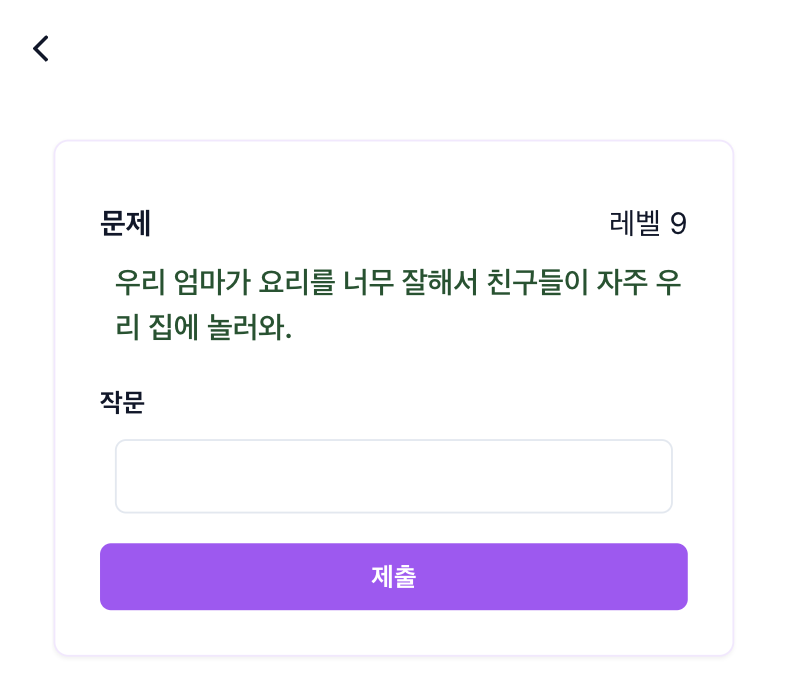 문제
레벨 9
우리 엄마가 요리를 너무 잘해서 친구들이 자주 우
리 집에 놀러와.
작문
제출